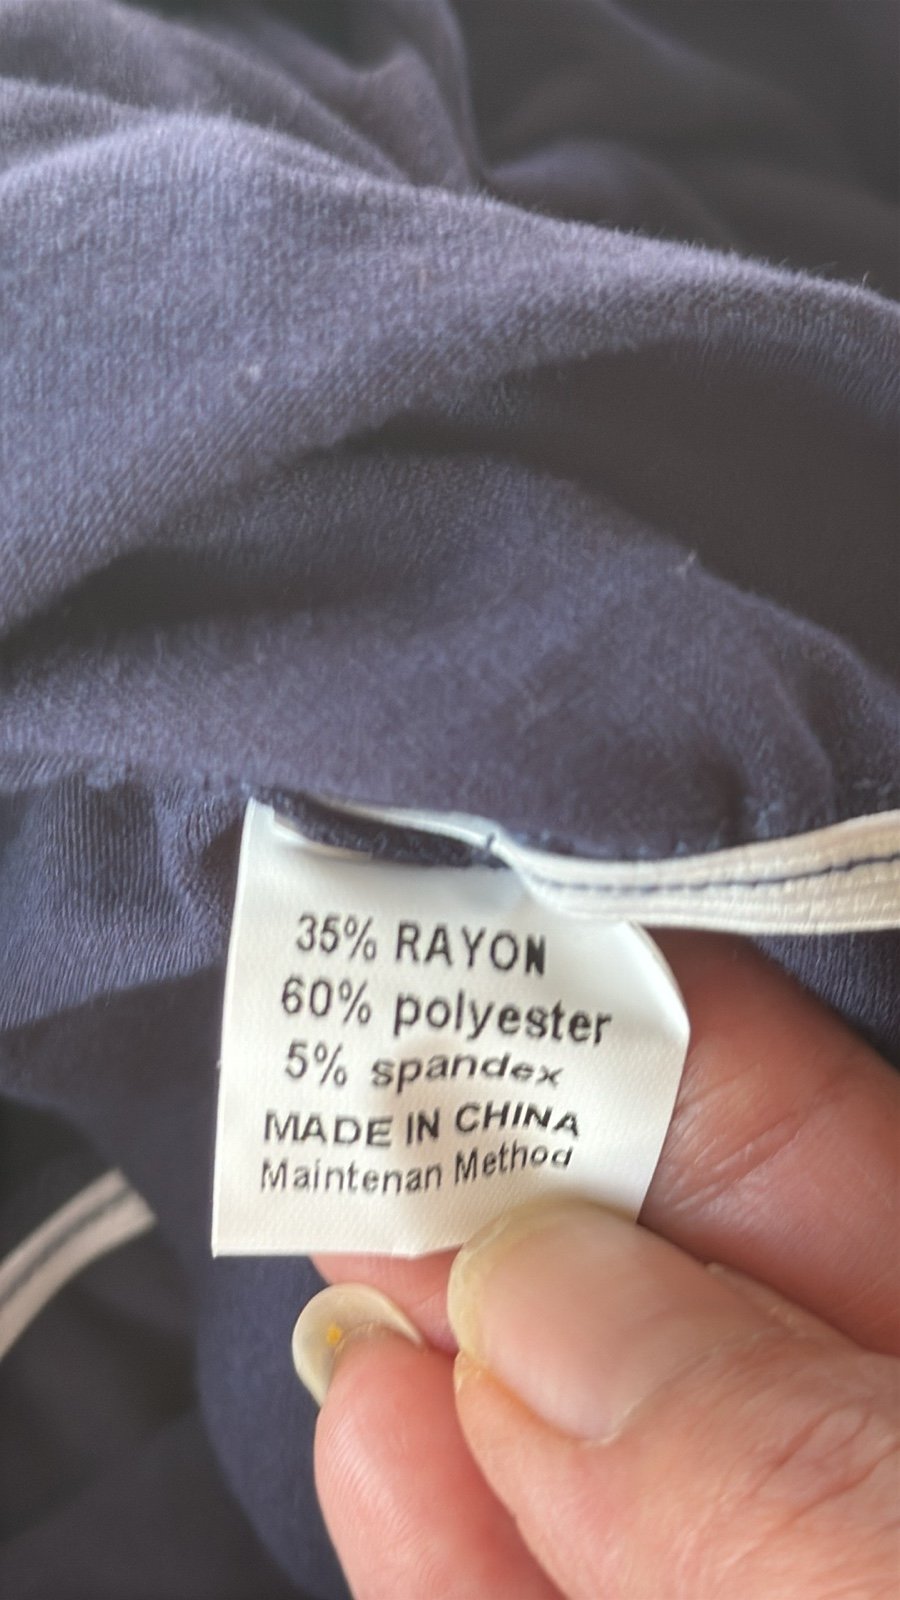 35% RAYON
60% polyester
5% spandex
MADE IN CHINA
Maintenan Method